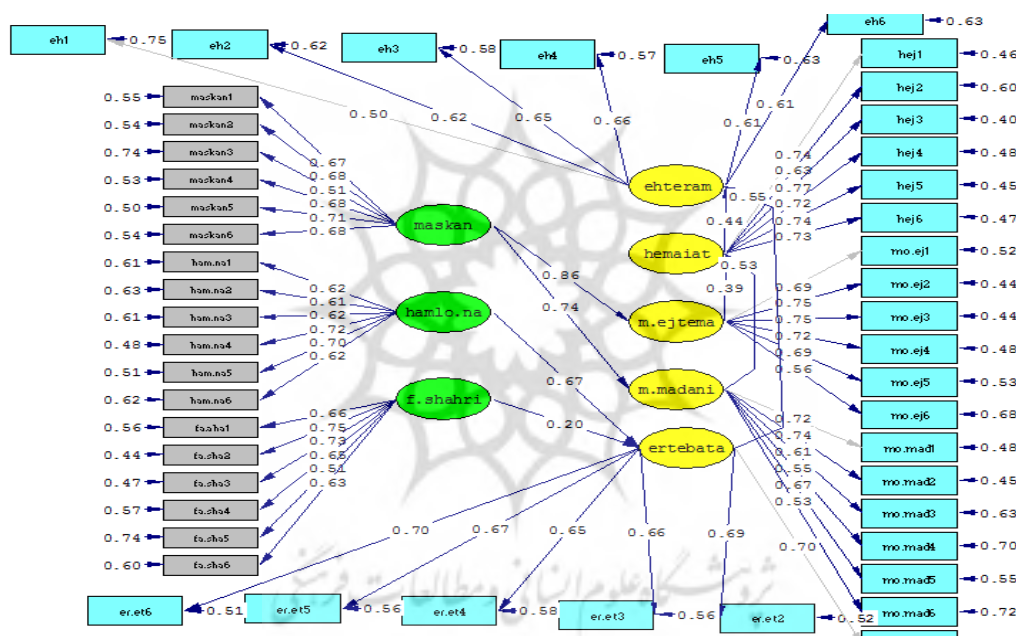 eh1
0.75
eh2
0.62
eh3
0.58
eh4
0.57
eh5
0.63
eh6
0.63
0.50
0.62
0.65
0.66
0.61
0.61
0.55 maskan1
0.54 maskan2
0.74 maskan3
0.53 maskan4
0.50 maskan5
0.54 maskan6
0.61 ham.na1
0.63 ham.na2
0.61 ham.na3
0.48 ham.na4
0.51 ham.na5
0.62 ham.na6
0.56 fa.sha1
0.44 fa.sha2
0.47 fa.sha3
0.57 fa.sha4
0.74 fa.sha5
0.60 fa.sha6
0.67
0.68
0.51
0.68
0.71
0.68
0.62
0.61
0.62
0.72
0.70
0.62
0.66
0.75
0.73
0.65
0.51
0.63
maskan
hamlo.na
f.shahri
0.86
0.74
0.67
0.20
ehteram
hemaiat
m.ejtema
m.madani
ertebata
0.55
0.44
0.53
0.39
0.56
0.74
0.63
0.77
0.72
0.74
0.73
0.69
0.75
0.75
0.72
0.69
0.72
0.74
0.61
0.55
0.67
0.53
hej1 0.46
hej2 0.60
hej3 0.40
hej4 0.48
hej5 0.45
hej6 0.47
mo.ej1 0.52
mo.ej2 0.44
mo.ej3 0.44
mo.ej4 0.48
mo.ej5 0.53
mo.ej6 0.68
mo.mad1 0.48
mo.mad2 0.45
mo.mad3 0.63
mo.mad4 0.70
mo.mad5 0.55
mo.mad6 0.72
0.70
0.67
0.65
0.66
0.69
0.70
er.et6 0.51
er.et5 0.56
er.et4 0.58
er.et3 0.56
er.et2 0.52
پژوهشگاه علوم انسانی و مطالعات فرهنگی